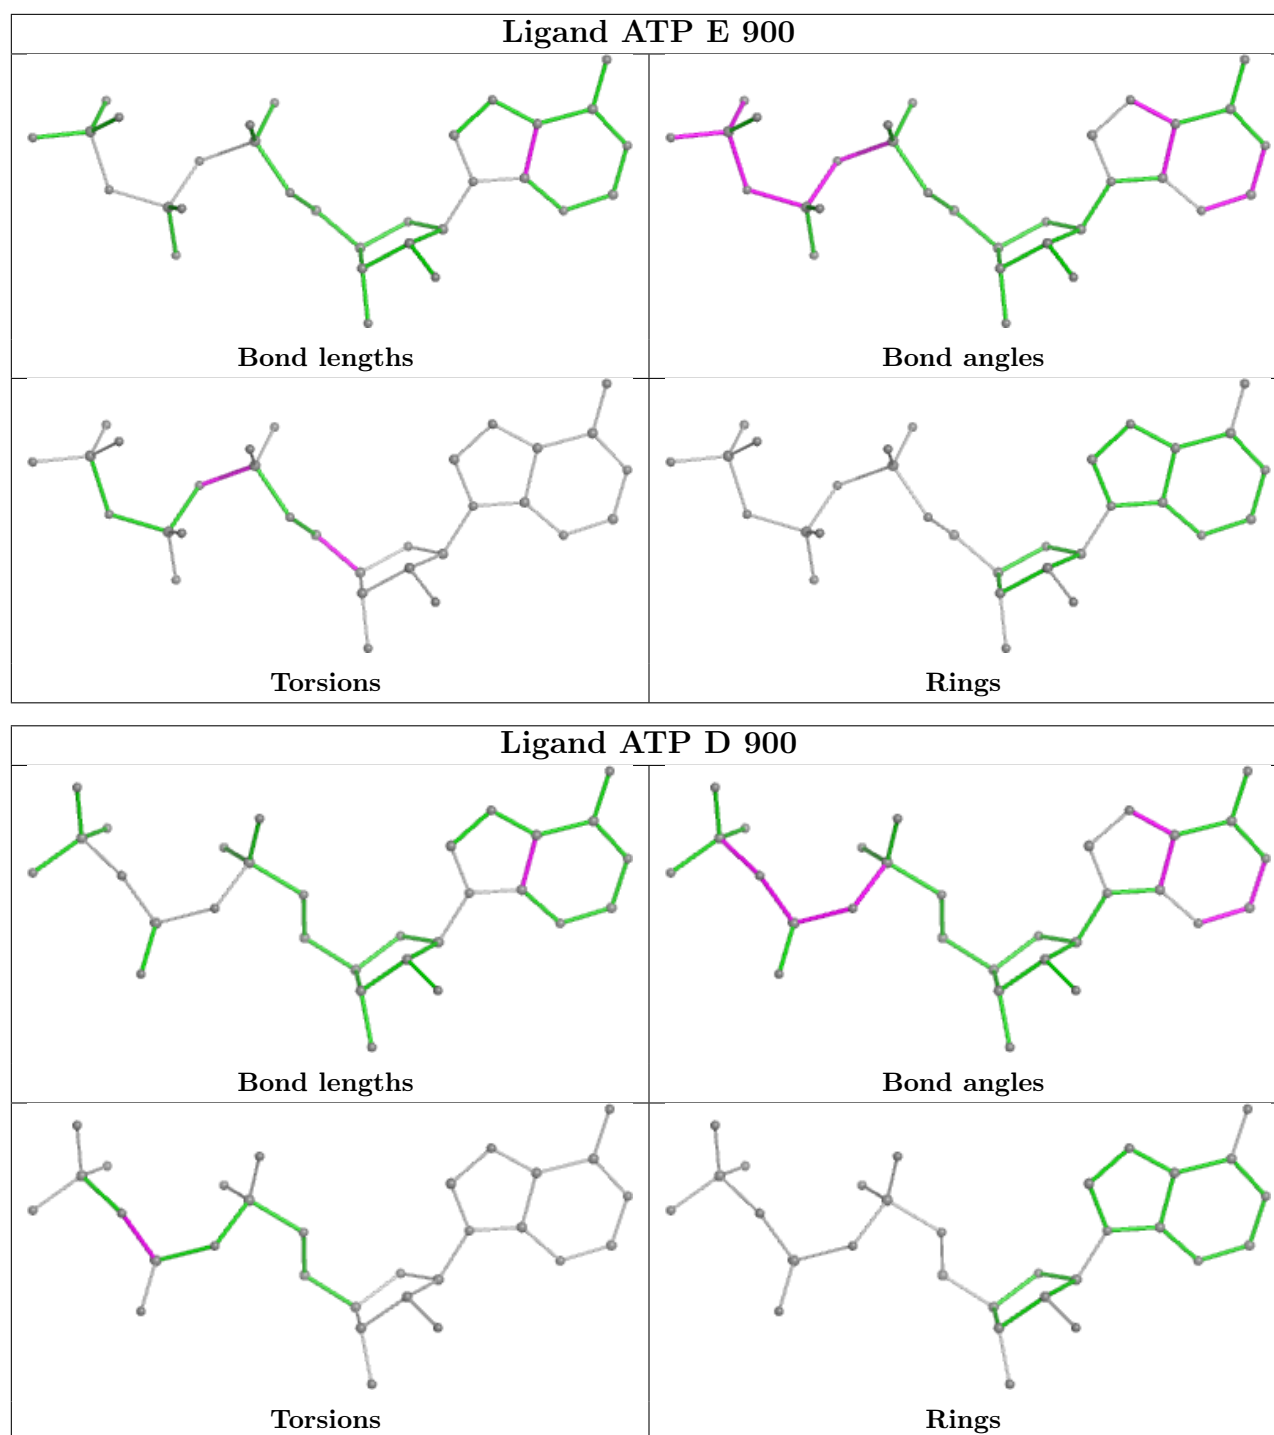 Ligand ATP E 900
Bond lengths
Bond angles
Torsions
Rings
Ligand ATP D 900
Bond lengths
Bond angles
Torsions
Rings